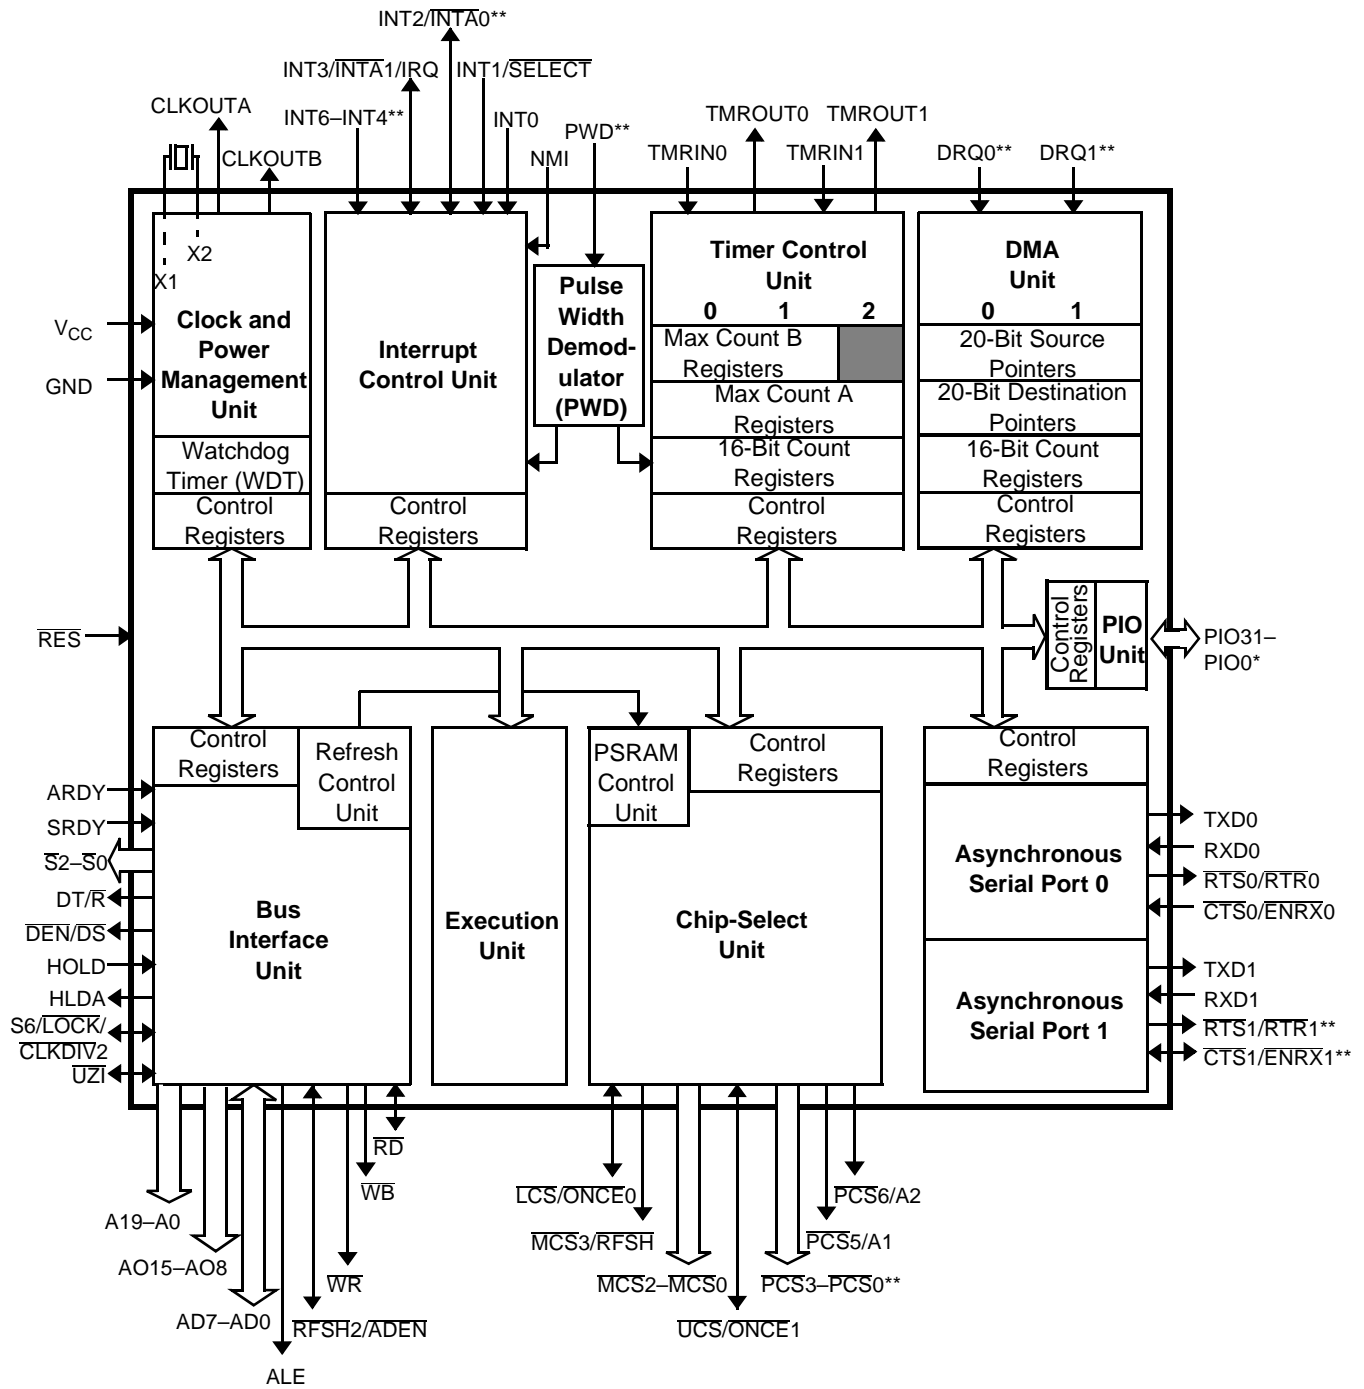 INT2/INTA0**
INT3/INTA1/IRQ
INT1/SELECT
CLKOUTA
INT6–INT4**
INT0
PWD**
TMROUT0
TMROUT1
CLKOUTB
NMI
TMRIN0
TMRIN1
DRQ0**
DRQ1**
X2
X1
VCC
GND
Clock and
Power
Management
Unit
Watchdog
Timer (WDT)
Control
Registers
Interrupt
Control Unit
Control
Registers
Pulse
Width
Demod-
ulator
(PWD)
Timer Control
Unit
0 1 2
Max Count B
Registers
Max Count A
Registers
16-Bit Count
Registers
Control
Registers
DMA
Unit
0 1
20-Bit Source
Pointers
20-Bit Destination
Pointers
16-Bit Count
Registers
Control
Registers
RES
Control
Registers
PIO
Unit
PIO31–
PIO0*
Control
Registers
Refresh
Control
Unit
Bus
Interface
Unit
Execution
Unit
PSRAM
Control
Unit
Control
Registers
Chip-Select
Unit
Control
Registers
Asynchronous
Serial Port 0
Asynchronous
Serial Port 1
ARDY
SRDY
S2–S0
DT/R
DEN/DS
HOLD
HLDA
S6/LOCK/
CLKDIV2
UZI
TXD0
RXD0
RTS0/RTR0
CTS0/ENRX0
TXD1
RXD1
RTS1/RTR1**
CTS1/ENRX1**
RD
WB
A19–A0
AO15–AO8
WR
AD7–AD0
RFSH2/ADEN
ALE
LCS/ONCE0
PCS6/A2
MCS3/RFSH
PCS5/A1
MCS2–MCS0
PCS3–PCS0**
UCS/ONCE1